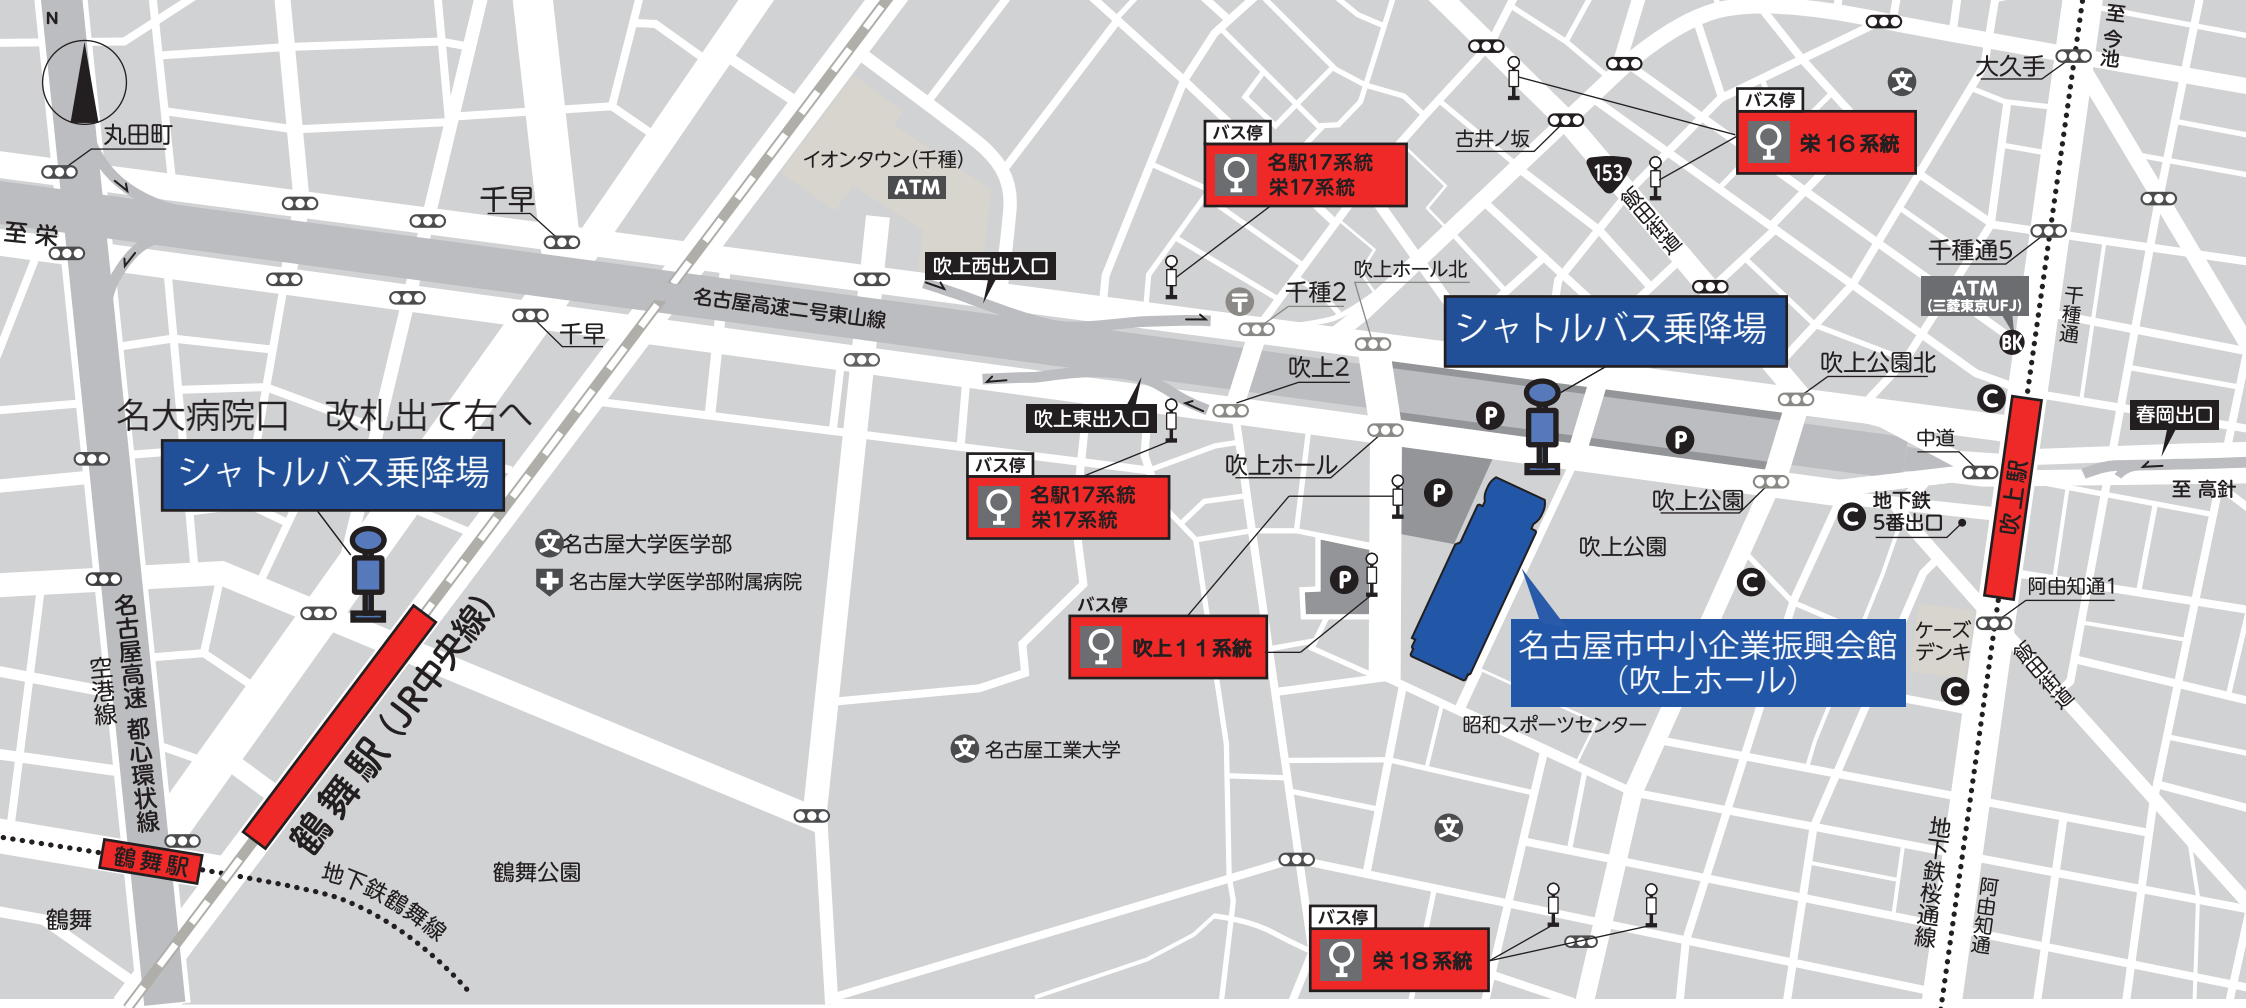 N
丸田町
至 栄
千早
千早
イオンタウン(千種)
ATM
名古屋高速二号東山線
吹上西出入口
吹上東出入口
バス停
名駅17系統
栄17系統
バス停
名駅17系統
栄17系統
バス停
吹上11系統
バス停
栄16系統
バス停
栄18系統
古井ノ坂
153
飯田街道
文
大久手
至 今池
千種通5
ATM
(三菱東京UFJ)
BK
千種通
〒
千種2
吹上ホール北
シャトルバス乗降場
吹上2
吹上ホール
吹上公園北
吹上公園
吹上公園
P
P
P
P
C
C
C
C
中道
春岡出口
至 高針
吹上駅
地下鉄
5番出口
阿由知通1
ケーズ
デンキ
飯田街道
名古屋市中小企業振興会館
(吹上ホール)
昭和スポーツセンター
文
地下鉄桜通線
阿由知通
名大病院口 改札出て右へ
シャトルバス乗降場
文
名古屋大学医学部
名古屋大学医学部附属病院
文
名古屋工業大学
名古屋高速 都心環状線
空港線
鶴舞駅(JR中央線)
鶴舞駅
地下鉄鶴舞線
鶴舞公園
鶴舞